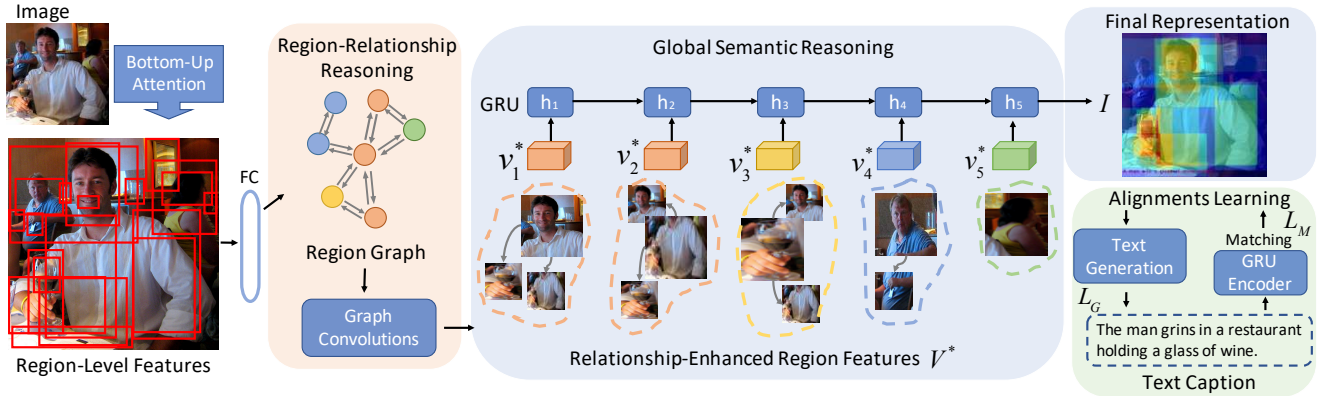 Image
Bottom-Up
Attention
Region-Level Features
FC
Region-Relationship
Reasoning
Region Graph
Graph
Convolutions
Global Semantic Reasoning
GRU
h1
h2
h3
h4
h5
v1*
v2*
v3*
v4*
v5*
Relationship-Enhanced Region Features V*
Final Representation
I
Alignments Learning
Text
Generation
L_G
Matching
L_M
GRU
Encoder
The man grins in a restaurant
holding a glass of wine.
Text Caption